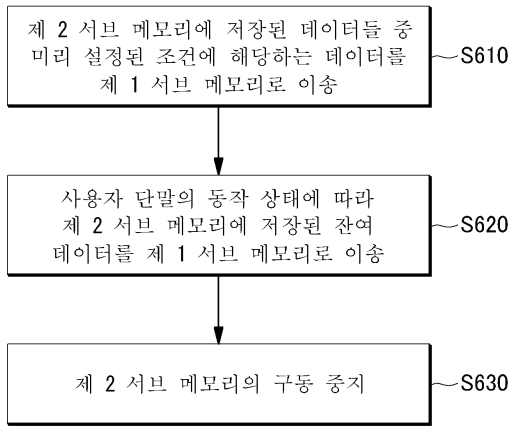 제 2 서브 메모리에 저장된 데이터들 중
미리 설정된 조건에 해당하는 데이터를
제 1 서브 메모리로 이송
S610
사용자 단말의 동작 상태에 따라
제 2 서브 메모리에 저장된 잔여
데이터를 제 1 서브 메모리로 이송
S620
제 2 서브 메모리의 구동 중지
S630